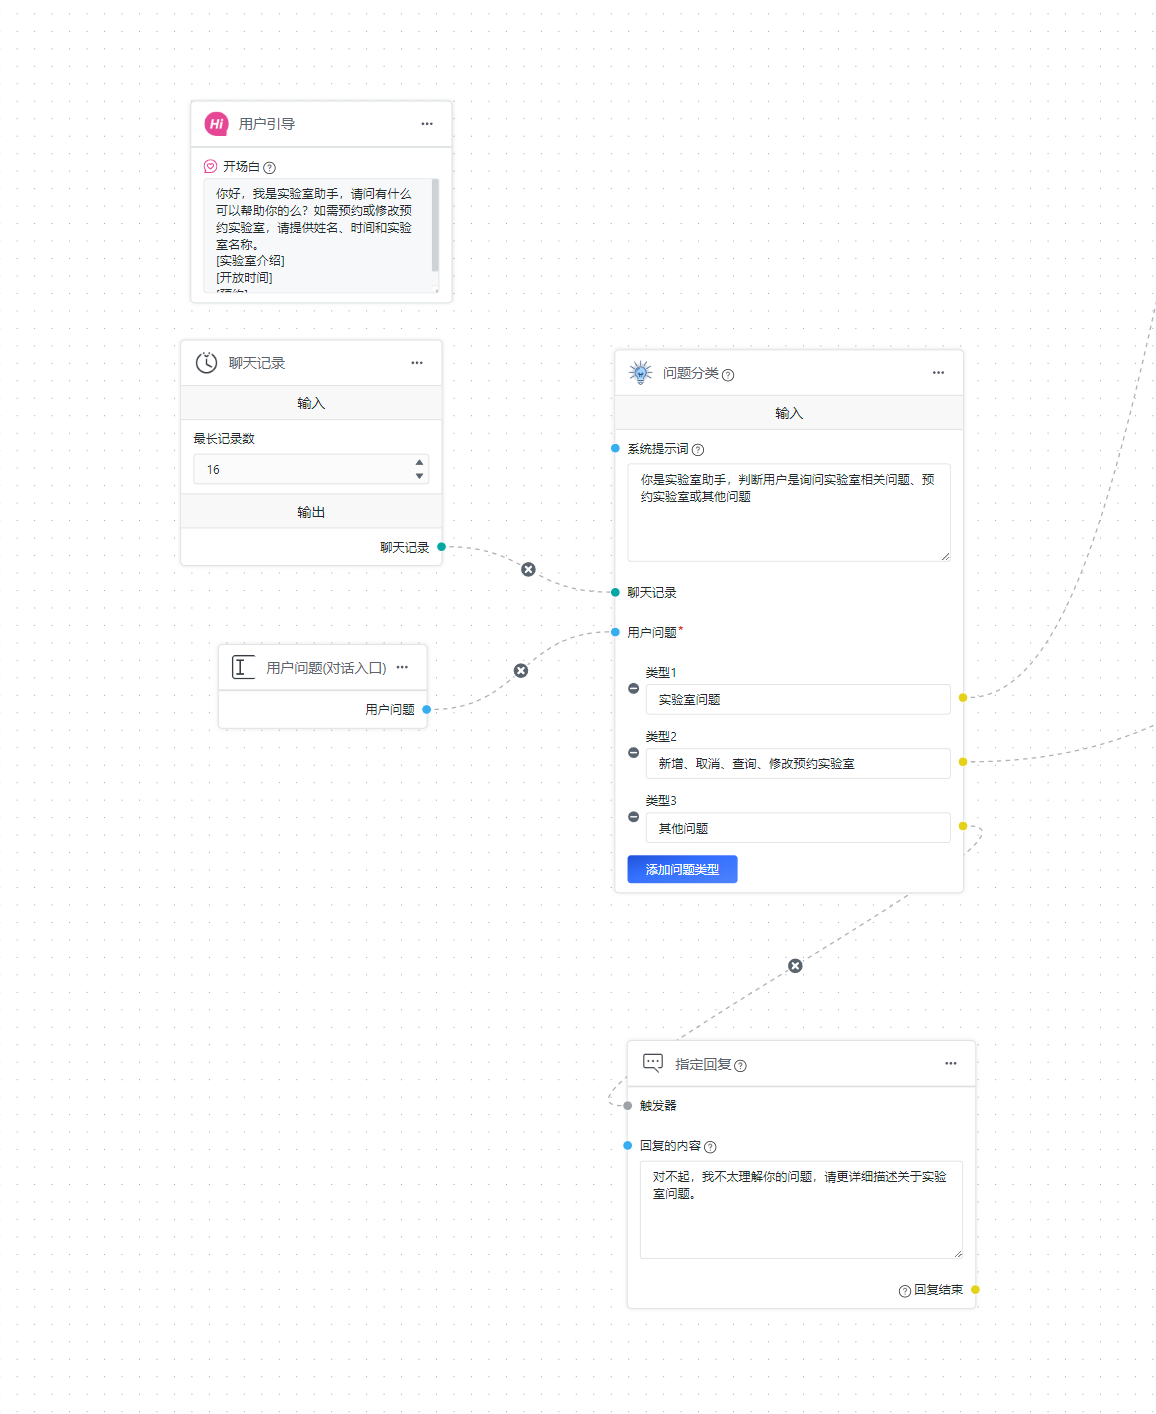 Hi 用户引导
开场白
你好，我是实验室助手，请问有什么
可以帮助你的么？如需预约或修改预
约实验室，请提供姓名、时间和实验
室名称。
[实验室介绍]
[开放时间]
[预约]
聊天记录
输入
最长记录数
16
输出
聊天记录
用户问题(对话入口)
用户问题
问题分类
输入
系统提示词
你是实验室助手，判断用户是询问实验室相关问题、预
约实验室或其他问题
聊天记录
用户问题*
类型1
实验室问题
类型2
新增、取消、查询、修改预约实验室
类型3
其他问题
添加问题类型
指定回复
触发器
回复的内容
对不起，我不太理解你的问题，请更详细描述关于实验
室问题。
回复结束